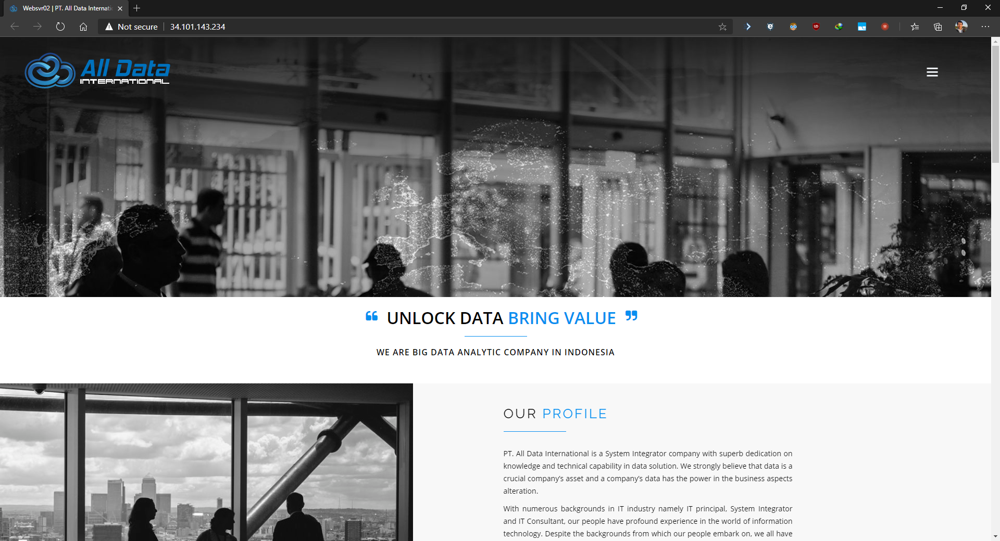 Websvr02 | PT. All Data Internatic
Not secure
34.101.143.234
All Data
INTERNATIONAL
“ UNLOCK DATA BRING VALUE ”
WE ARE BIG DATA ANALYTIC COMPANY IN INDONESIA
OUR PROFILE
PT. All Data International is a System Integrator company with superb dedication on
knowledge and technical capability in data solution. We strongly believe that data is a
crucial company’s asset and a company’s data has the power in the business aspects
alteration.
With numerous backgrounds in IT industry namely IT principal, System Integrator
and IT Consultant, our people have profound experience in the world of information
technology. Despite the backgrounds from which our people embark on, we all have